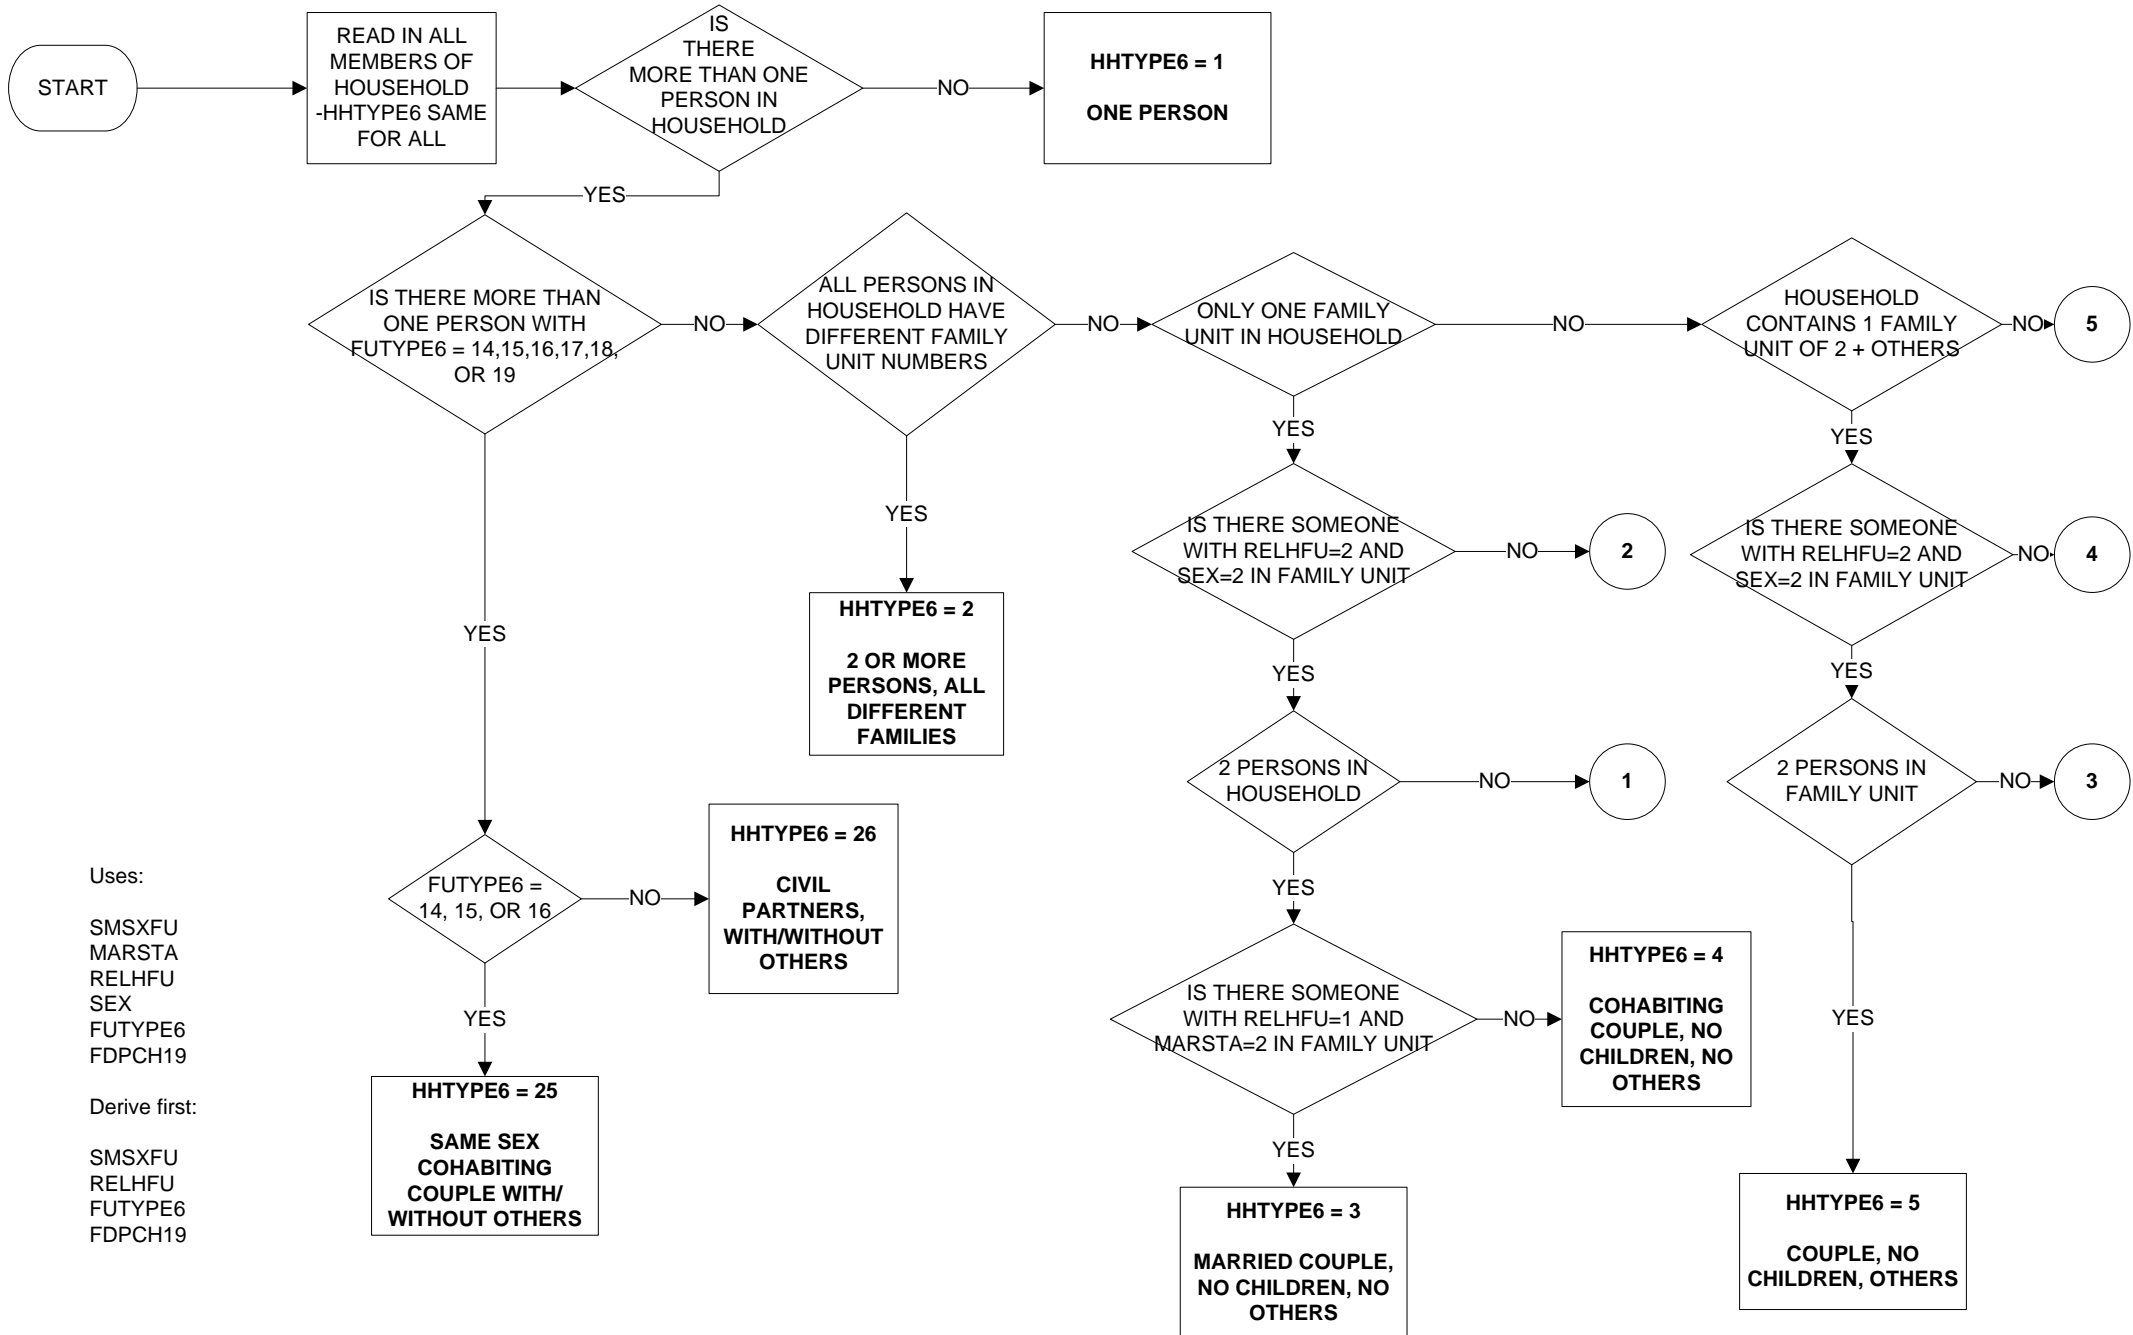 START
READ IN ALL
MEMBERS OF
HOUSEHOLD
-HHTYPE6 SAME
FOR ALL
IS
THERE
MORE THAN ONE
PERSON IN
HOUSEHOLD
NO
HHTYPE6 = 1
ONE PERSON
YES
IS THERE MORE THAN
ONE PERSON WITH
FUTYPE6 = 14,15,16,17,18,
OR 19
NO
ALL PERSONS IN
HOUSEHOLD HAVE
DIFFERENT FAMILY
UNIT NUMBERS
NO
ONLY ONE FAMILY
UNIT IN HOUSEHOLD
NO
HOUSEHOLD
CONTAINS 1 FAMILY
UNIT OF 2 + OTHERS
NO
5
YES
YES
YES
YES
IS THERE SOMEONE
WITH RELHFU=2 AND
SEX=2 IN FAMILY UNIT
NO
2
IS THERE SOMEONE
WITH RELHFU=2 AND
SEX=2 IN FAMILY UNIT
NO
4
HHTYPE6 = 2
2 OR MORE
PERSONS, ALL
DIFFERENT
FAMILIES
YES
YES
2 PERSONS IN
HOUSEHOLD
NO
1
2 PERSONS IN
FAMILY UNIT
NO
3
FUTYPE6 =
14, 15, OR 16
NO
HHTYPE6 = 26
CIVIL
PARTNERS,
WITH/WITHOUT
OTHERS
YES
IS THERE SOMEONE
WITH RELHFU=1 AND
MARSTA=2 IN FAMILY UNIT
NO
HHTYPE6 = 4
COHABITING
COUPLE, NO
CHILDREN, NO
OTHERS
YES
YES
YES
HHTYPE6 = 25
SAME SEX
COHABITING
COUPLE WITH/
WITHOUT OTHERS
HHTYPE6 = 3
MARRIED COUPLE,
NO CHILDREN, NO
OTHERS
HHTYPE6 = 5
COUPLE, NO
CHILDREN, OTHERS
Uses:
SMSXFU
MARSTA
RELHFU
SEX
FUTYPE6
FDPCH19
Derive first:
SMSXFU
RELHFU
FUTYPE6
FDPCH19